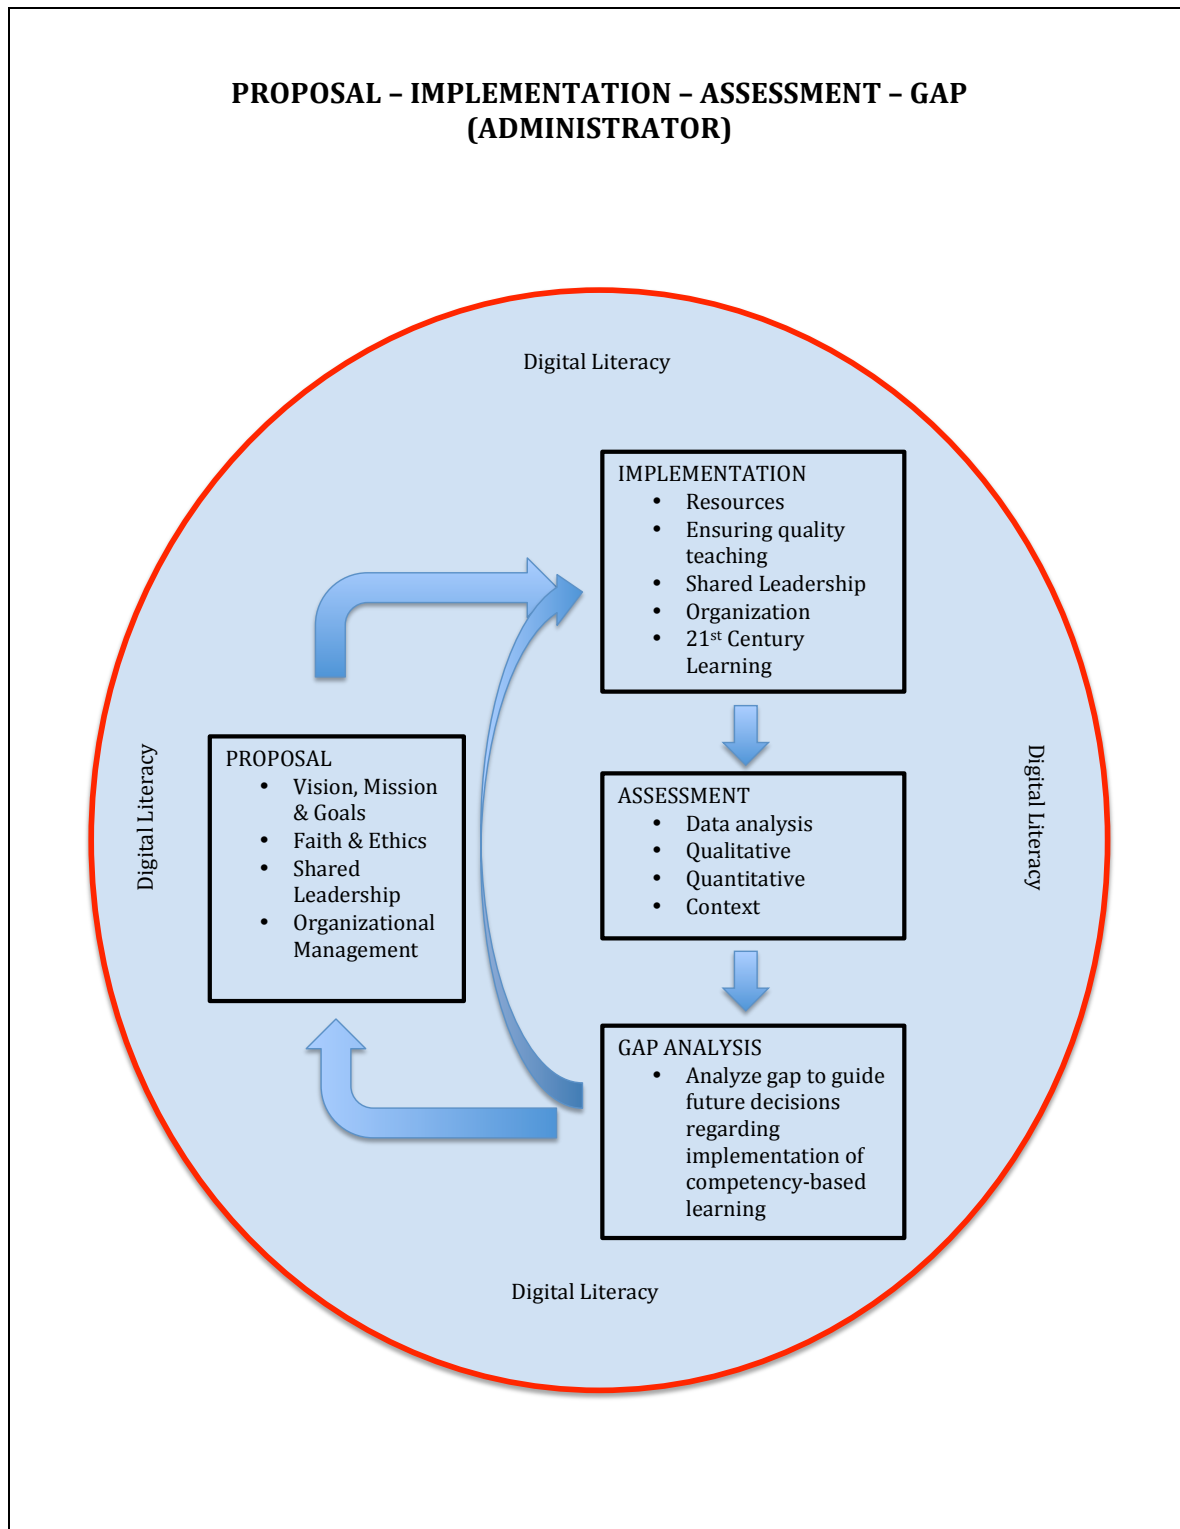 PROPOSAL – IMPLEMENTATION – ASSESSMENT – GAP
(ADMINISTRATOR)
Digital Literacy
IMPLEMENTATION
• Resources
• Ensuring quality
teaching
• Shared Leadership
• Organization
• 21st Century
Learning
Digital Literacy
PROPOSAL
• Vision, Mission
& Goals
• Faith & Ethics
• Shared
Leadership
• Organizational
Management
ASSESSMENT
• Data analysis
• Qualitative
• Quantitative
• Context
Digital Literacy
GAP ANALYSIS
• Analyze gap to guide
future decisions
regarding
implementation of
competency-based
learning
Digital Literacy